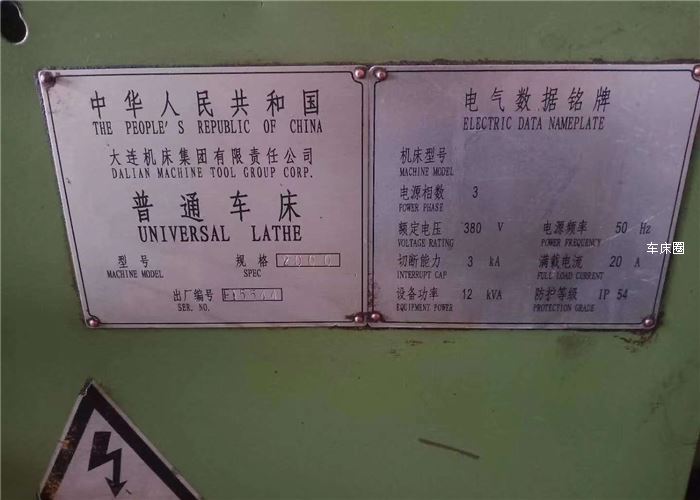 中华人民共和国
THE PEOPLE'S REPUBLIC OF CHINA
大连机床集团有限责任公司
DALIAN MACHINE TOOL GROUP CORP.
普通车床
UNIVERSAL LATHE
型号 规格
MACHINE MODEL SPEC
出厂编号
SER. NO.
电气数据铭牌
ELECTRIC DATA NAMEPLATE
机床型号
MACHINE MODEL
电源相数 3
POWER PHASE
额定电压 380 V 电源频率 50 Hz
VOLTAGE RATING POWER FREQUENCY
切断能力 3 kA 满载电流 20 A
INTERRUPT CAP FULL LOAD CURRENT
设备功率 12 kVA 防护等级 IP 54
EQUIPMENT POWER PROTECTION GRADE
车床圈